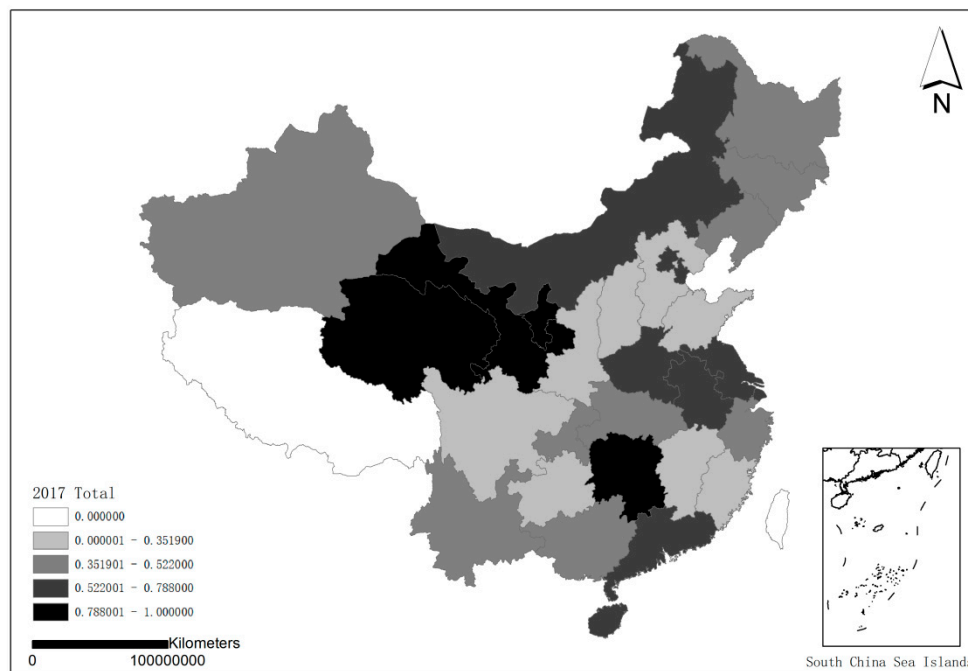 N
2017 Total
0.000000
0.000001 - 0.351900
0.351901 - 0.522000
0.522001 - 0.788000
0.788001 - 1.000000
Kilometers
0 100000000
South China Sea Islands